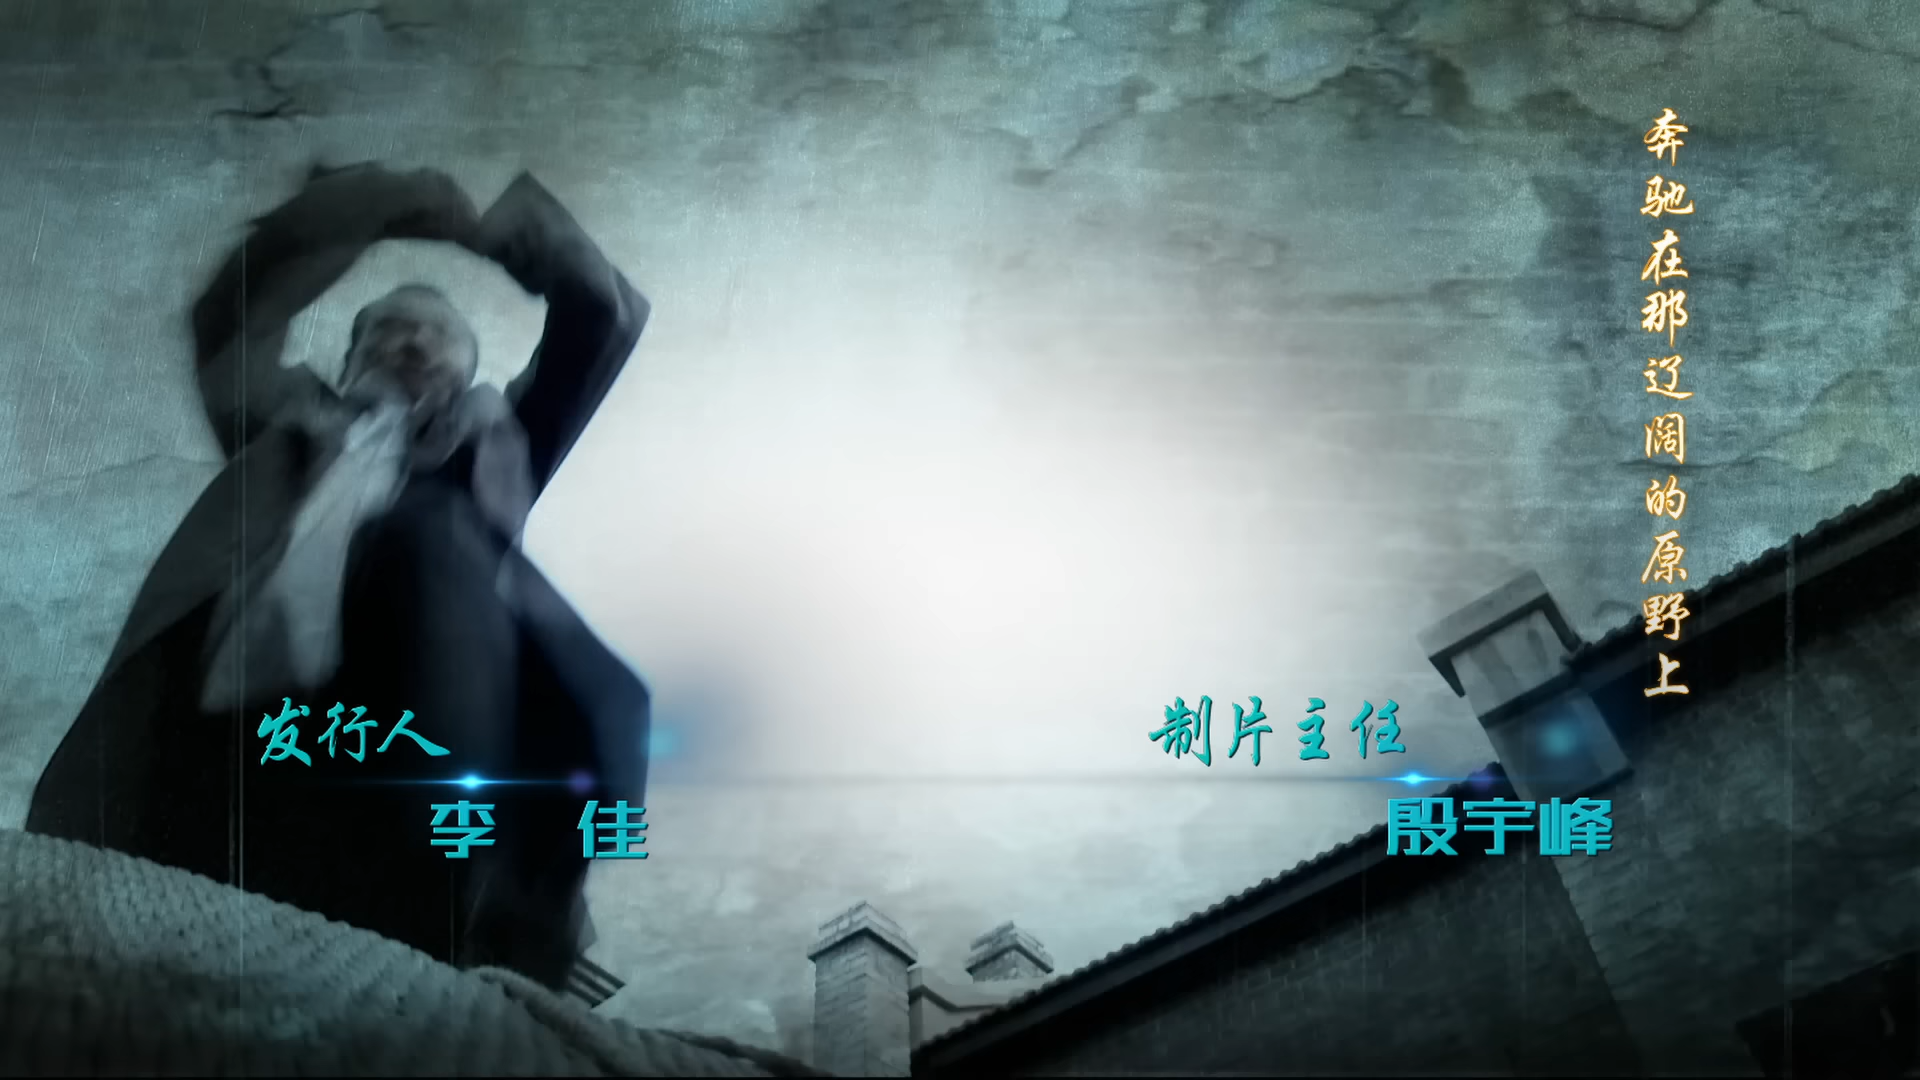 奔驰在那辽阔的原野上
发行人
李 佳
制片主任
殷宇峰